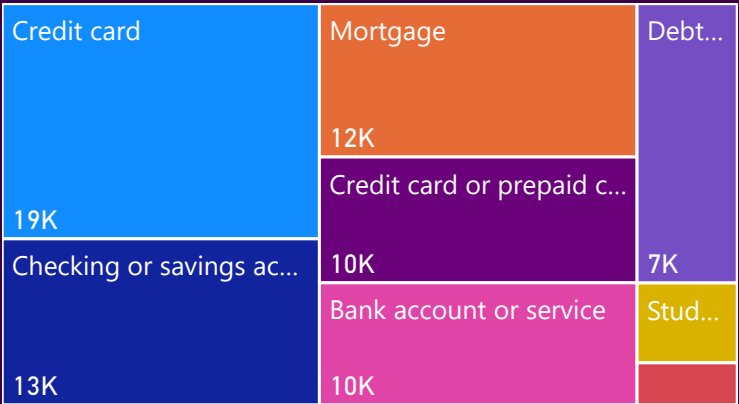 Credit card
19K
Checking or savings ac...
13K
Mortgage
12K
Credit card or prepaid c...
10K
Bank account or service
10K
Debt...
7K
Stud...